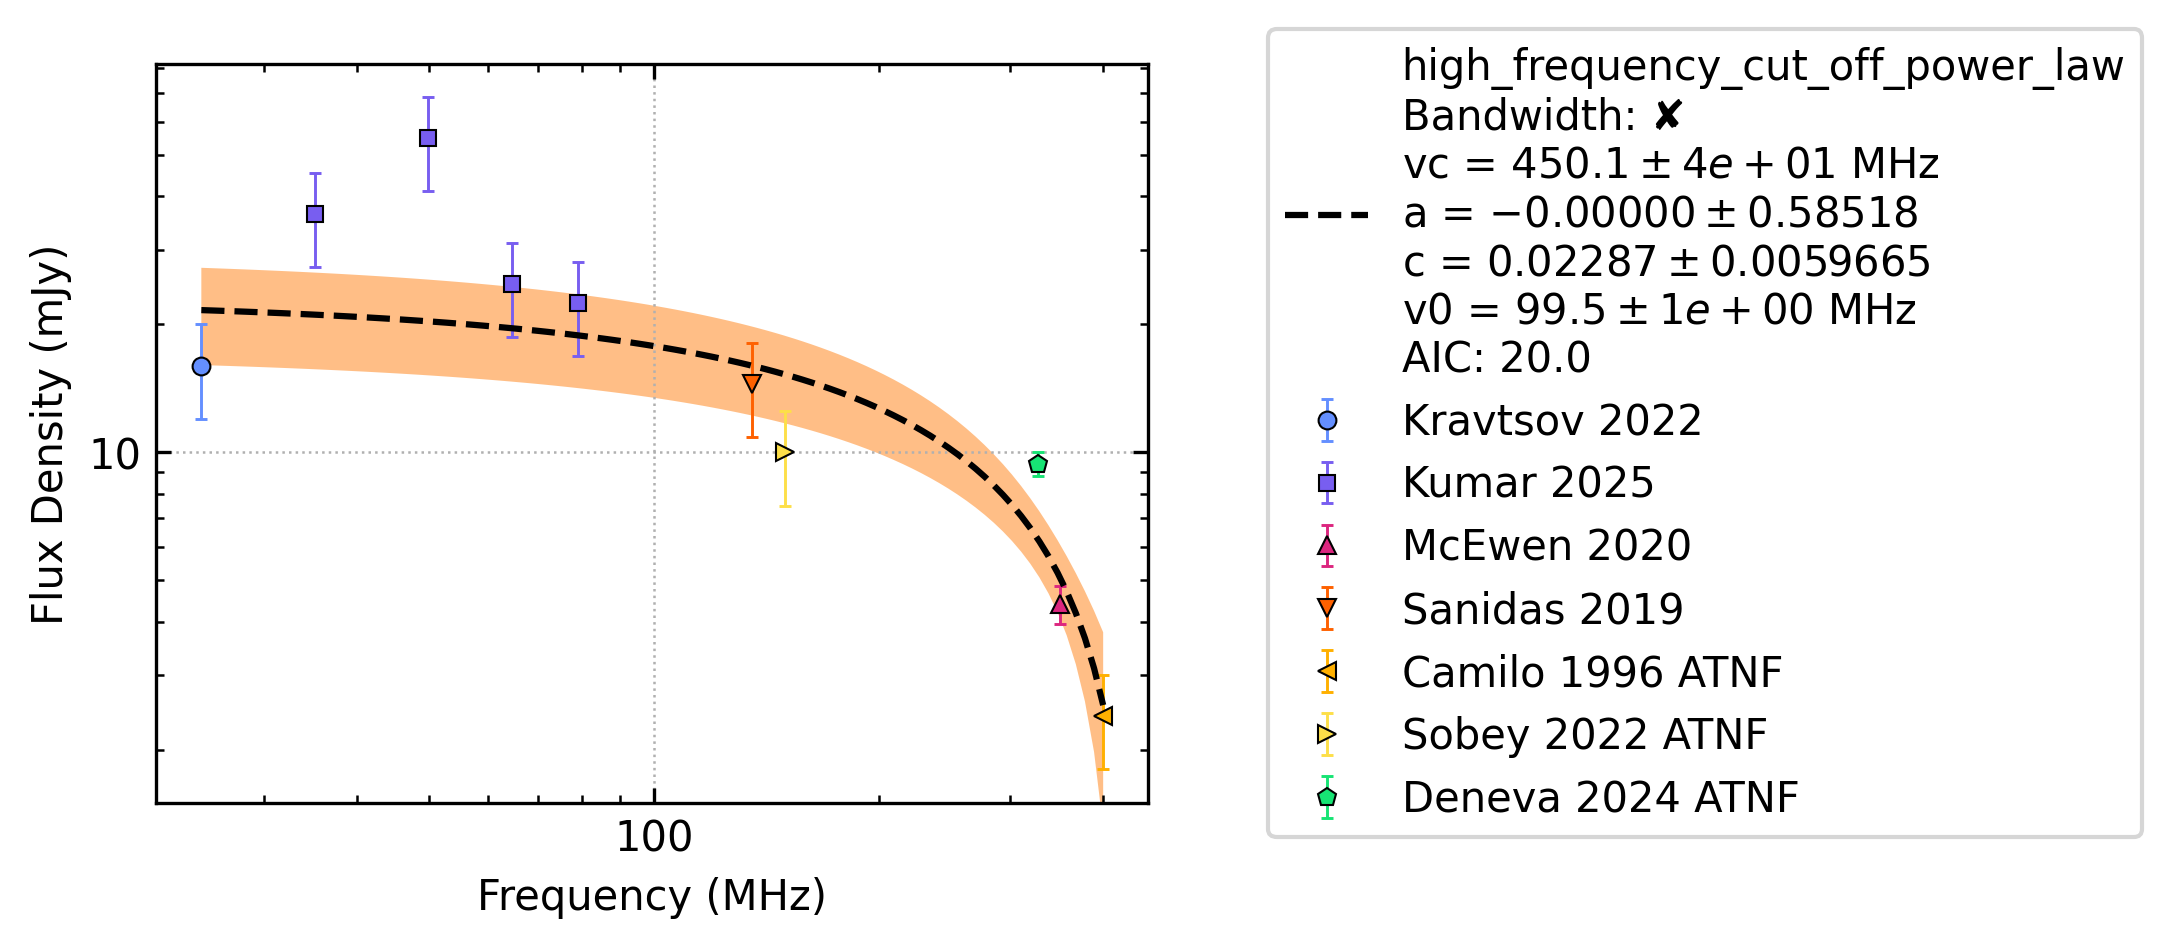 Flux Density (mJy)
10
100
Frequency (MHz)
high_frequency_cut_off_power_law
Bandwidth: ✘
vc = 450.1 ± 4e + 01 MHz
a = −0.00000 ± 0.58518
c = 0.02287 ± 0.0059665
v0 = 99.5 ± 1e + 00 MHz
AIC: 20.0
Kravtsov 2022
Kumar 2025
McEwen 2020
Sanidas 2019
Camilo 1996 ATNF
Sobey 2022 ATNF
Deneva 2024 ATNF